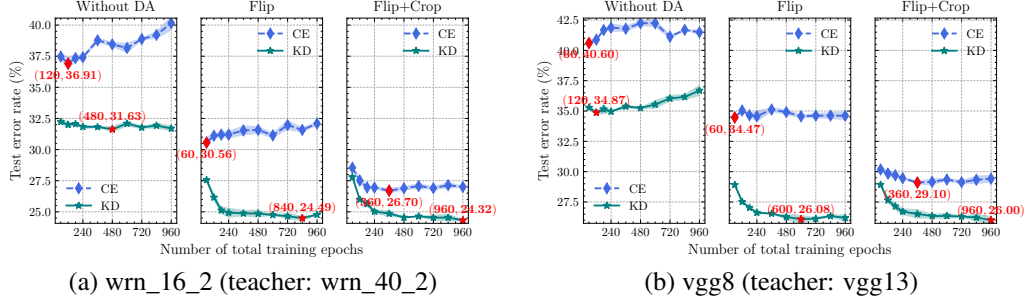 Without DA
Flip
Flip+Crop
Test error rate (%)
40.0
37.5
35.0
32.5
30.0
27.5
25.0
(120, 36.91)
(480, 31.63)
CE
KD
240 480 720 960
CE
KD
(60, 30.56)
(840, 24.49)
240 480 720 960
CE
KD
(360, 26.70)
(960, 24.32)
240 480 720 960
Number of total training epochs
(a) wrn_16_2 (teacher: wrn_40_2)
Without DA
Flip
Flip+Crop
Test error rate (%)
42.5
40.0
37.5
35.0
32.5
30.0
27.5
(60, 40.60)
(120, 34.87)
CE
KD
240 480 720 960
CE
KD
(60, 34.47)
(600, 26.08)
240 480 720 960
CE
KD
(360, 29.10)
(960, 26.00)
240 480 720 960
Number of total training epochs
(b) vgg8 (teacher: vgg13)